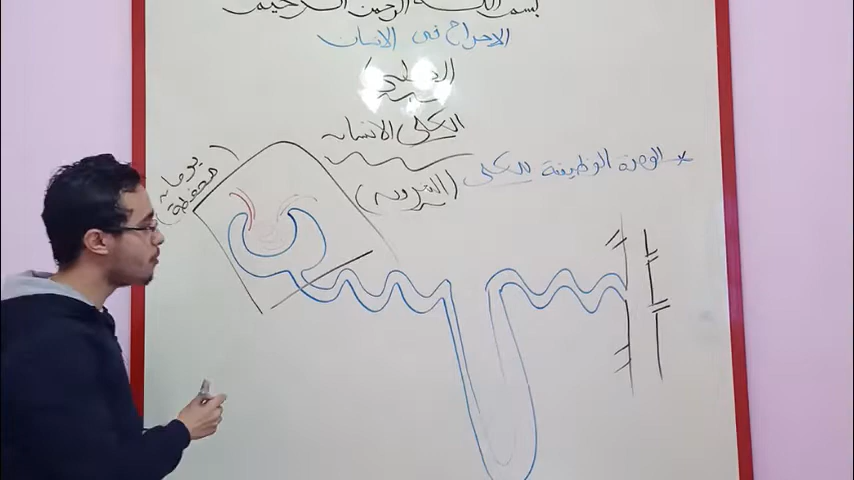 بسم الله الرحمن الرحيم
الاخراج فى الانسان
الكلى الانسان
* الوحدة الوظيفية للكلى (النفرون)
محفظة بومان